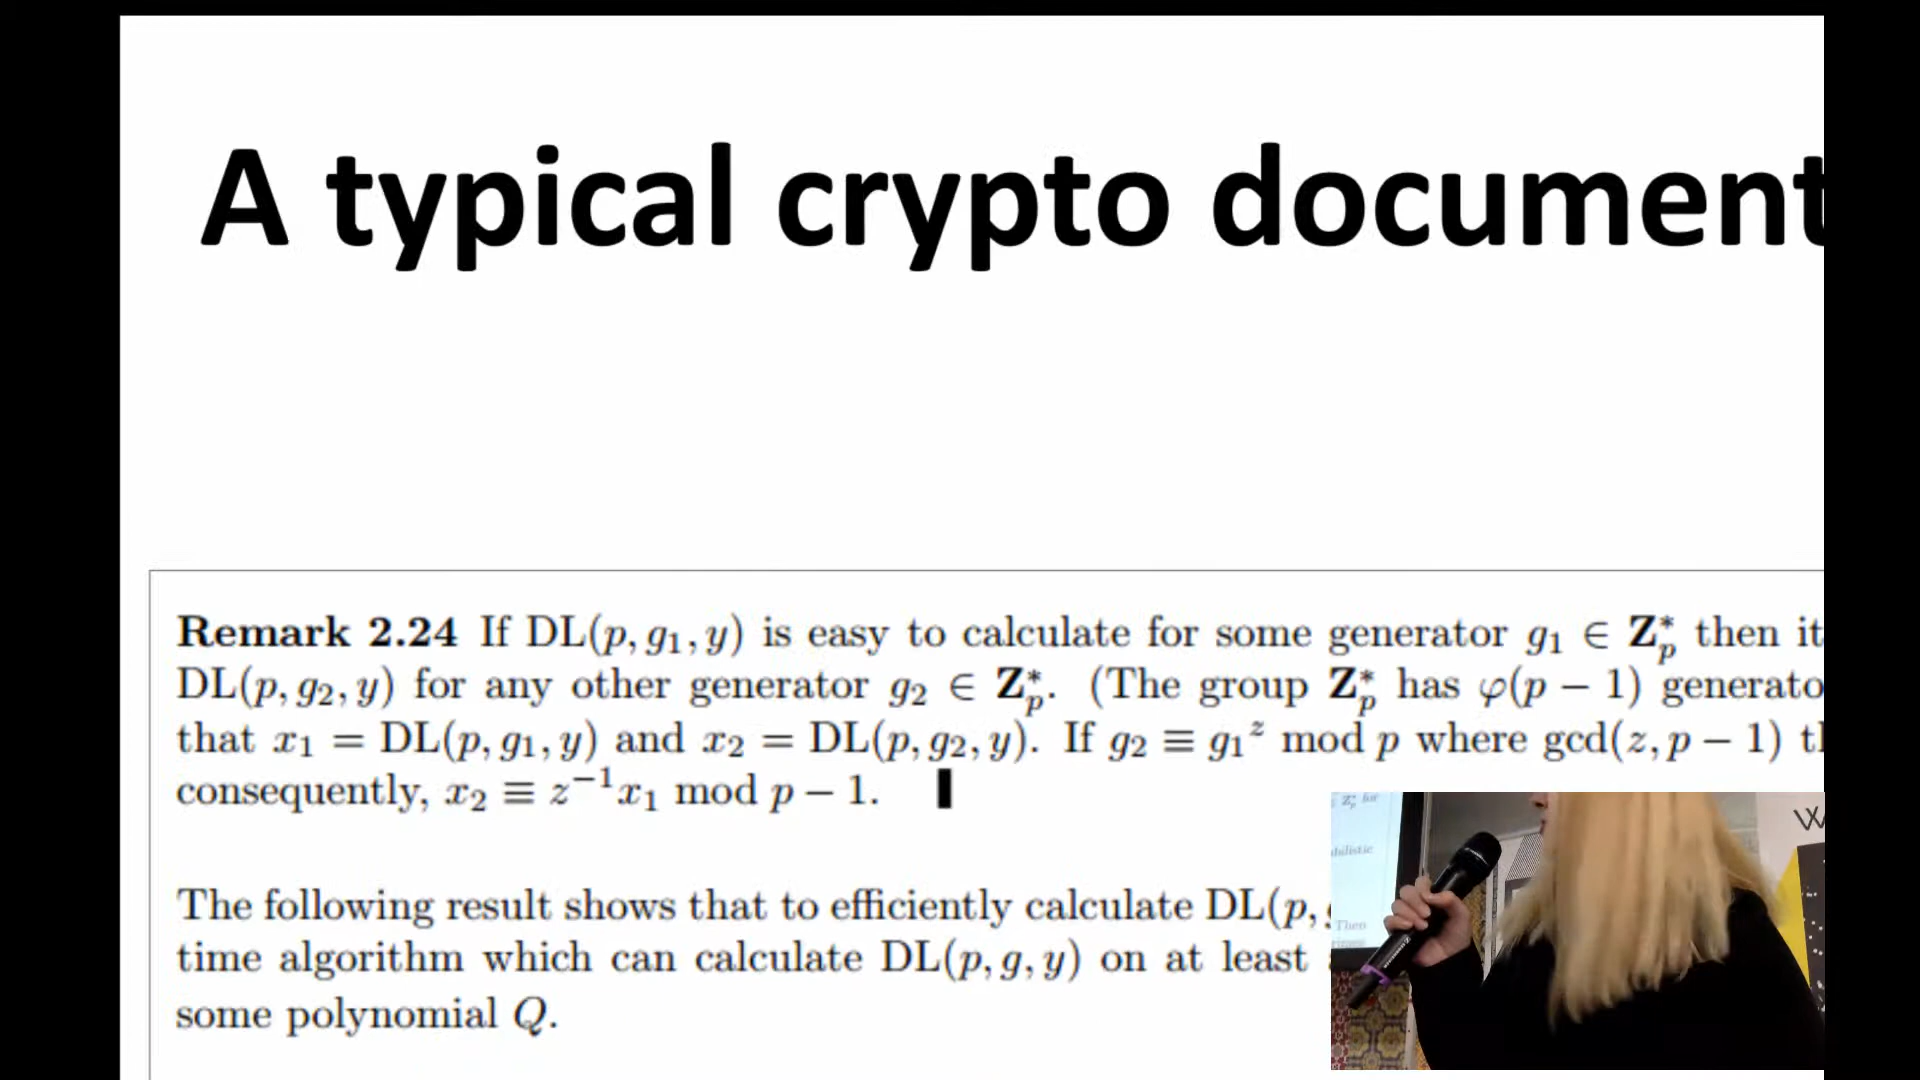 A typical crypto document
Remark 2.24 If DL(p, g₁, y) is easy to calculate for some generator g₁ ∈ Z*ₚ then it
DL(p, g₂, y) for any other generator g₂ ∈ Z*ₚ. (The group Z*ₚ has φ(p − 1) generato
that x₁ = DL(p, g₁, y) and x₂ = DL(p, g₂, y). If g₂ ≡ g₁ᶻ mod p where gcd(z, p − 1) t
consequently, x₂ ≡ z⁻¹x₁ mod p − 1. ▮
The following result shows that to efficiently calculate DL(p,
time algorithm which can calculate DL(p, g, y) on at least
some polynomial Q.
Z*ₚ for
Then
W